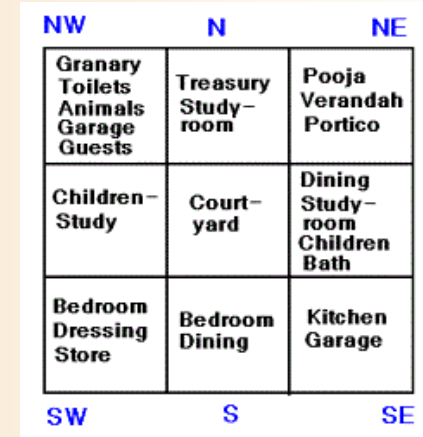 NW N NE
Granary
Toilets
Animals
Garage
Guests
Treasury
Study-
room
Pooja
Verandah
Portico
Children-
Study
Court-
yard
Dining
Study-
room
Children
Bath
Bedroom
Dressing
Store
Bedroom
Dining
Kitchen
Garage
SW S SE